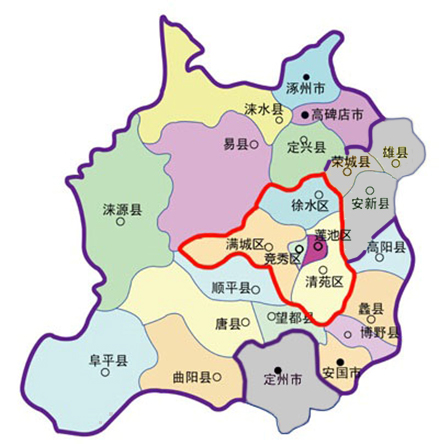 涿州市
涞水县
高碑店市
易县
定兴县
荣城县
雄县
涞源县
徐水区
安新县
满城区
莲池区
竞秀区
高阳县
清苑区
顺平县
蠡县
唐县
望都县
博野县
阜平县
曲阳县
定州市
安国市